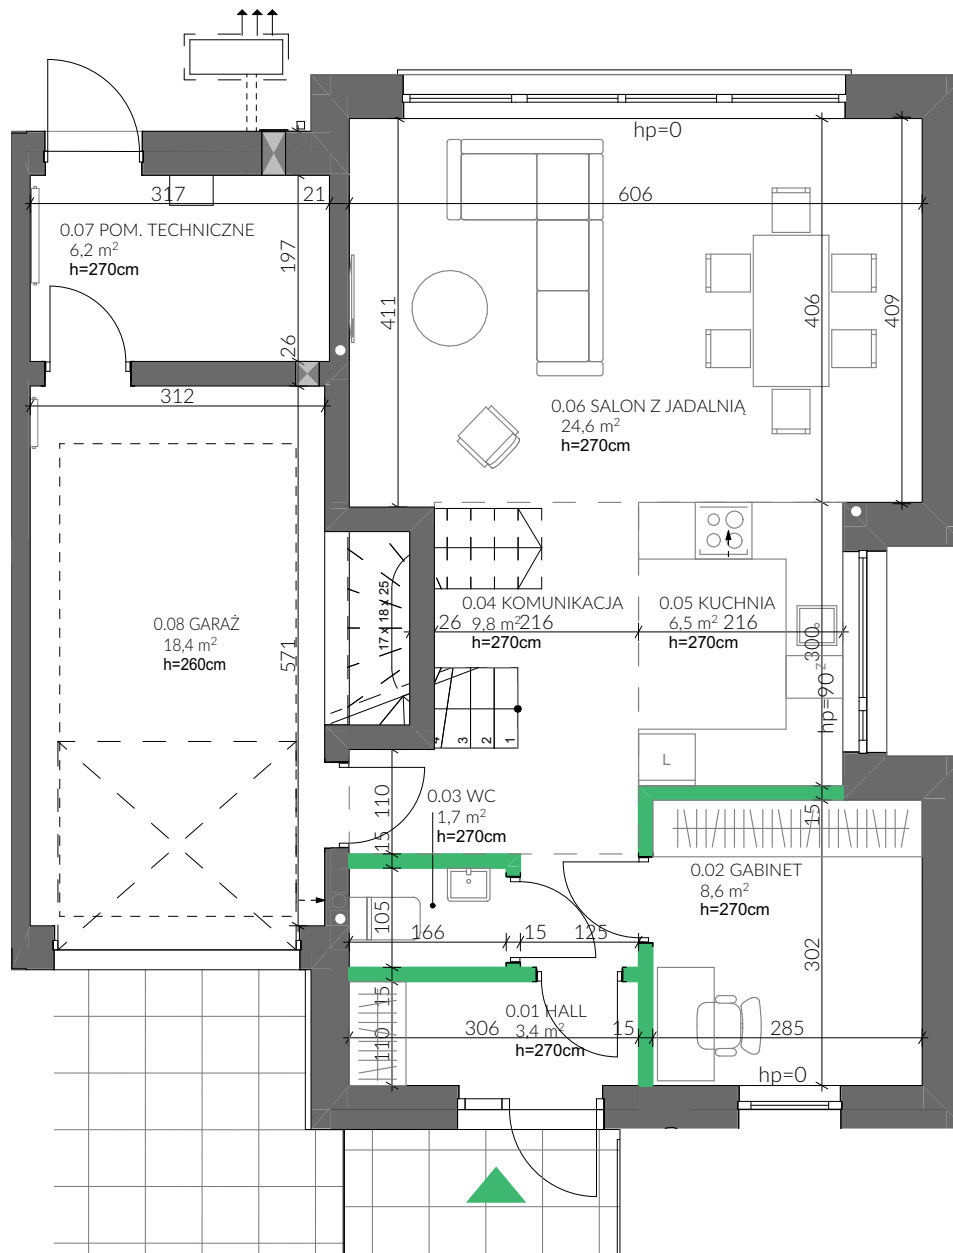 hp=0
317
21
606
0.07 POM. TECHNICZNE
6,2 m²
h=270cm
197
26
411
406
409
312
0.06 SALON Z JADALNIĄ
24,6 m²
h=270cm
17 x 18 x 25
0.04 KOMUNIKACJA
9,8 m²
h=270cm
26
216
0.05 KUCHNIA
6,5 m²
h=270cm
216
300
hp=90
0.08 GARAŻ
18,4 m²
h=260cm
571
4
3
2
1
L
110
15
0.03 WC
1,7 m²
h=270cm
15
0.02 GABINET
8,6 m²
h=270cm
105
166
15
125
302
15
110
0.01 HALL
3,4 m²
h=270cm
306
15
285
hp=0